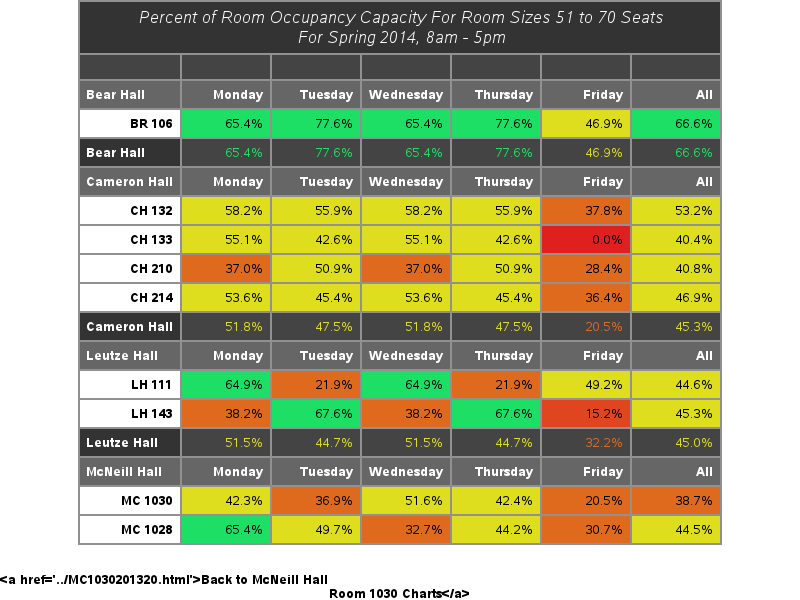 Percent of Room Occupancy Capacity For Room Sizes 51 to 70 Seats
For Spring 2014, 8am - 5pm
Bear Hall Monday Tuesday Wednesday Thursday Friday All
BR 106 65.4% 77.6% 65.4% 77.6% 46.9% 66.6%
Bear Hall 65.4% 77.6% 65.4% 77.6% 46.9% 66.6%
Cameron Hall Monday Tuesday Wednesday Thursday Friday All
CH 132 58.2% 55.9% 58.2% 55.9% 37.8% 53.2%
CH 133 55.1% 42.6% 55.1% 42.6% 0.0% 40.4%
CH 210 37.0% 50.9% 37.0% 50.9% 28.4% 40.8%
CH 214 53.6% 45.4% 53.6% 45.4% 36.4% 46.9%
Cameron Hall 51.8% 47.5% 51.8% 47.5% 20.5% 45.3%
Leutze Hall Monday Tuesday Wednesday Thursday Friday All
LH 111 64.9% 21.9% 64.9% 21.9% 49.2% 44.6%
LH 143 38.2% 67.6% 38.2% 67.6% 15.2% 45.3%
Leutze Hall 51.5% 44.7% 51.5% 44.7% 32.2% 45.0%
McNeill Hall Monday Tuesday Wednesday Thursday Friday All
MC 1030 42.3% 36.9% 51.6% 42.4% 20.5% 38.7%
MC 1028 65.4% 49.7% 32.7% 44.2% 30.7% 44.5%
<a href='../MC1030201320.html'>Back to McNeill Hall
Room 1030 Charts</a>